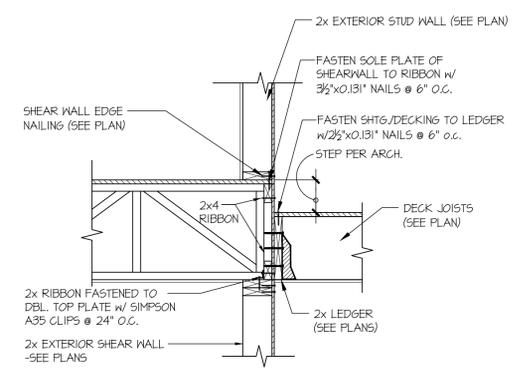 2x EXTERIOR STUD WALL (SEE PLAN)
FASTEN SOLE PLATE OF
SHEARWALL TO RIBBON W/
3½"x0.131" NAILS @ 6" O.C.
SHEAR WALL EDGE
NAILING (SEE PLAN)
FASTEN SHTG./DECKING TO LEDGER
W/2½"x0.131" NAILS @ 6" O.C.
STEP PER ARCH.
2x4
RIBBON
DECK JOISTS
(SEE PLAN)
2x RIBBON FASTENED TO
DBL. TOP PLATE W/ SIMPSON
A35 CLIPS @ 24" O.C.
2x LEDGER
(SEE PLANS)
2x EXTERIOR SHEAR WALL
-SEE PLANS